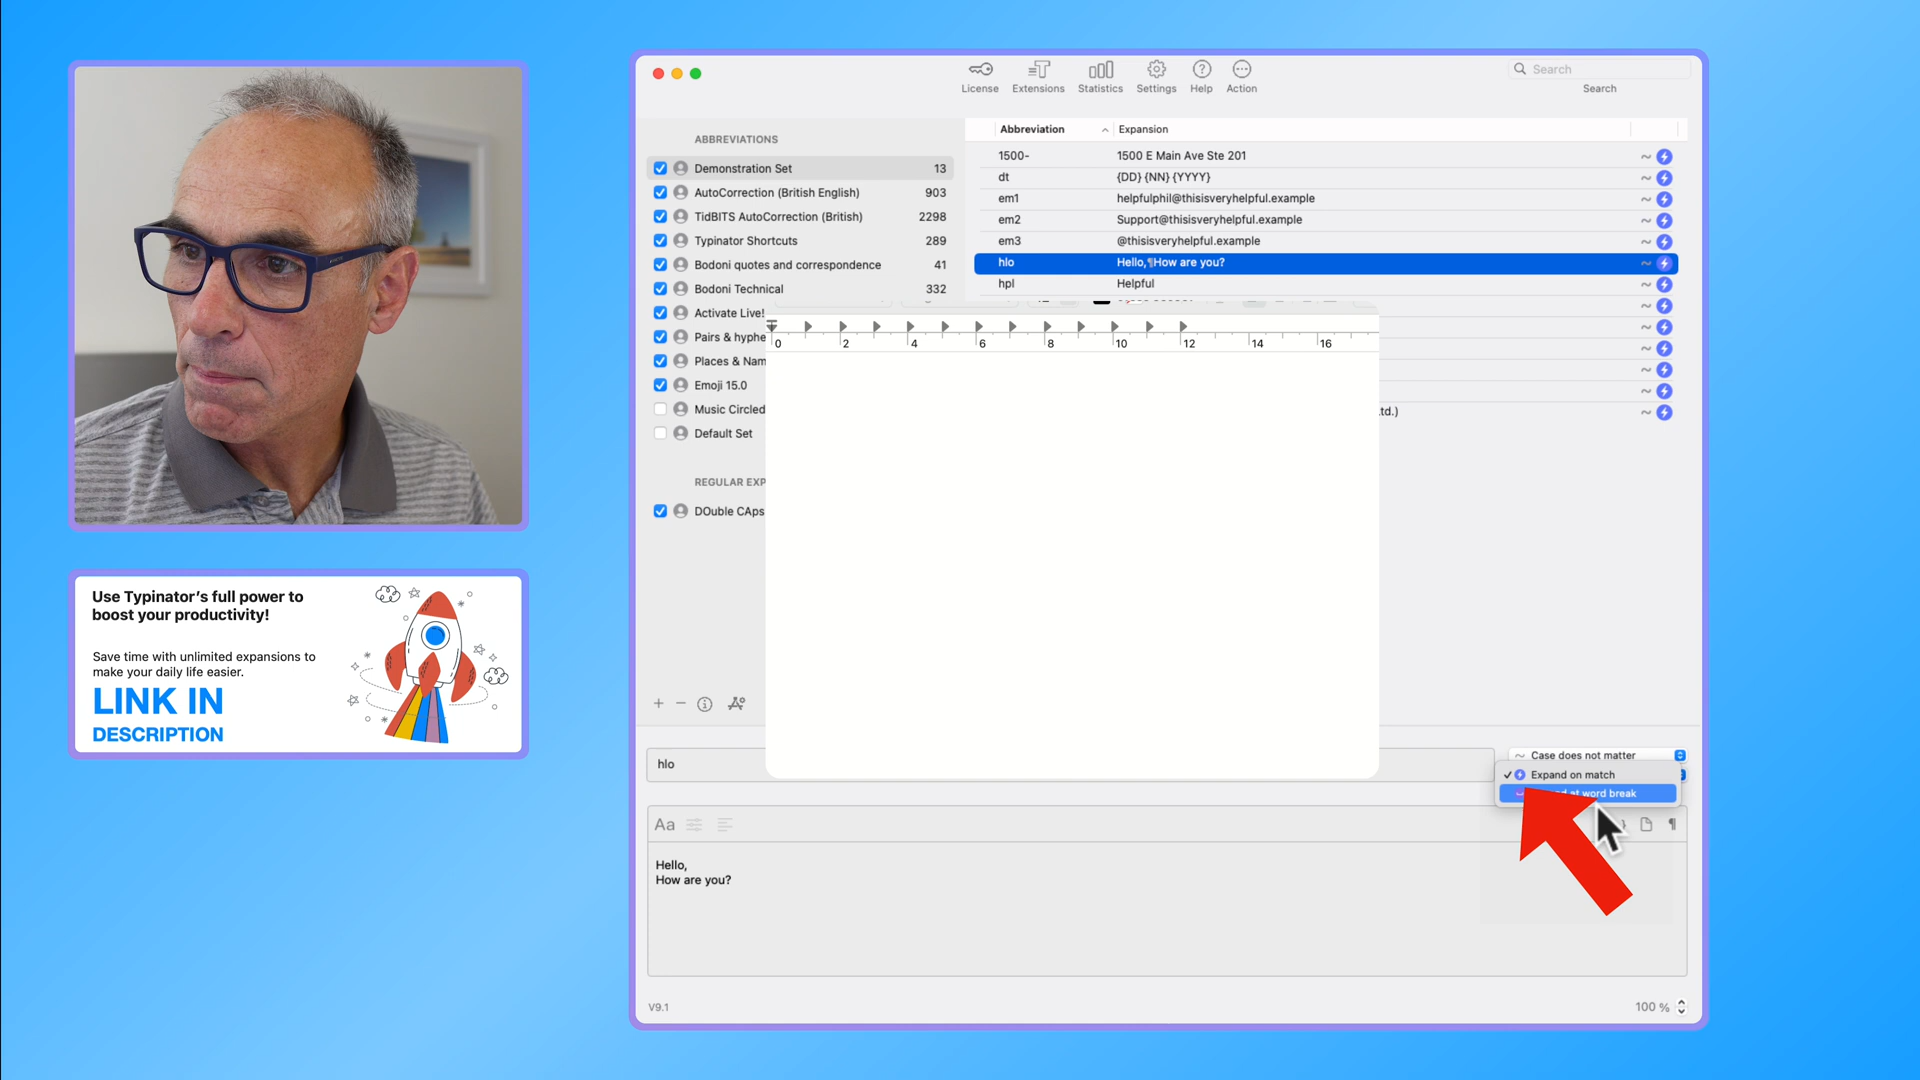 License
Extensions
Statistics
Settings
Help
Action
Search
Search
ABBREVIATIONS
Demonstration Set 13
AutoCorrection (British English) 903
TidBITS AutoCorrection (British) 2298
Typinator Shortcuts 289
Bodoni quotes and correspondence 41
Bodoni Technical 332
Activate Live!
Pairs & hyphe
Places & Nam
Emoji 15.0
Music Circled
Default Set
REGULAR EXP
DOuble CAps
Abbreviation Expansion
1500- 1500 E Main Ave Ste 201
dt {DD} {NN} {YYYY}
em1 helpfulphil@thisisveryhelpful.example
em2 Support@thisisveryhelpful.example
em3 @thisisveryhelpful.example
hlo Hello,¶How are you?
hpl Helpful
td.)
0 2 4 6 8 10 12 14 16
hlo
Case does not matter
Expand on match
at word break
Aa
¶
Hello,
How are you?
V9.1
100 %
Use Typinator's full power to
boost your productivity!
Save time with unlimited expansions to
make your daily life easier.
LINK IN
DESCRIPTION